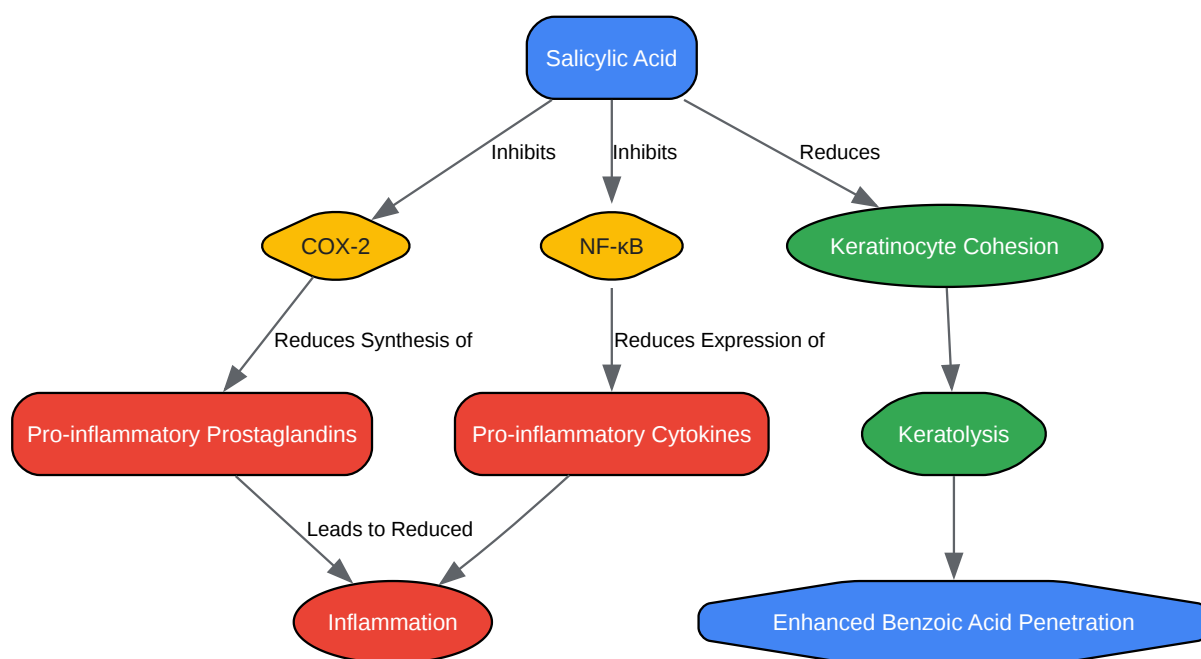 Salicylic Acid
Inhibits
Inhibits
Reduces
COX-2
NF-κB
Keratinocyte Cohesion
Reduces Synthesis of
Reduces Expression of
Pro-inflammatory Prostaglandins
Pro-inflammatory Cytokines
Keratolysis
Leads to Reduced
Inflammation
Enhanced Benzoic Acid Penetration